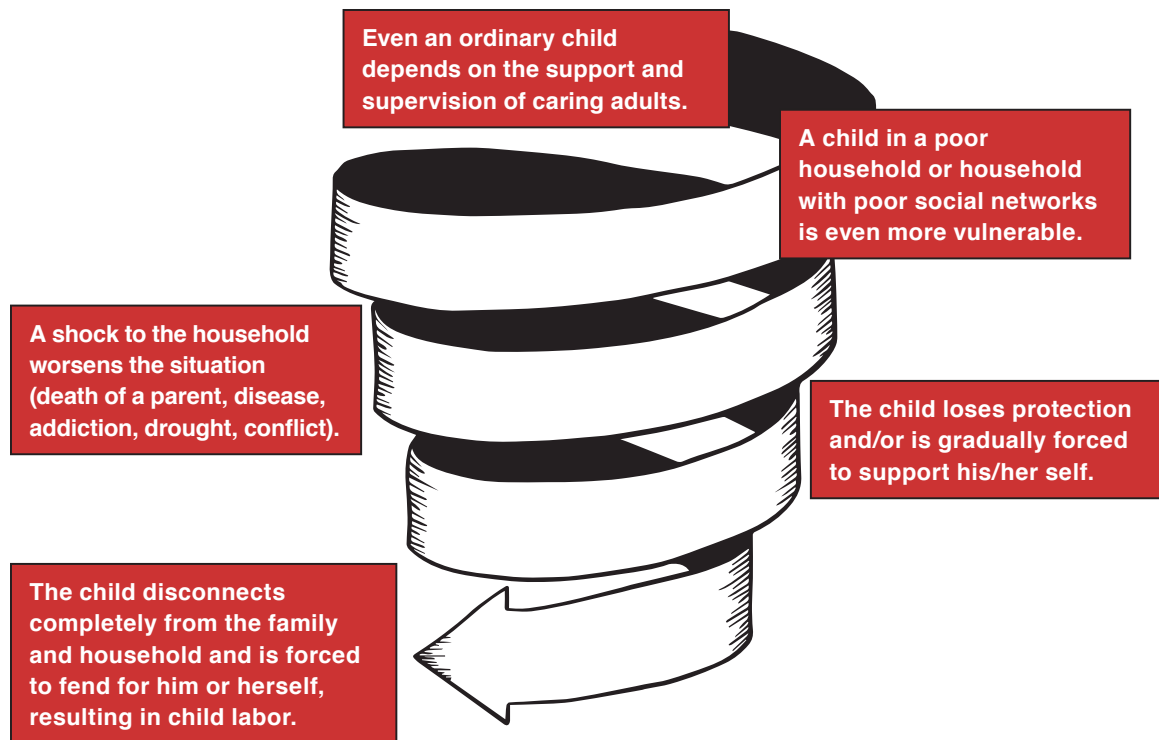 Even an ordinary child
depends on the support and
supervision of caring adults.
A child in a poor
household or household
with poor social networks
is even more vulnerable.
A shock to the household
worsens the situation
(death of a parent, disease,
addiction, drought, conflict).
The child loses protection
and/or is gradually forced
to support his/her self.
The child disconnects
completely from the family
and household and is forced
to fend for him or herself,
resulting in child labor.